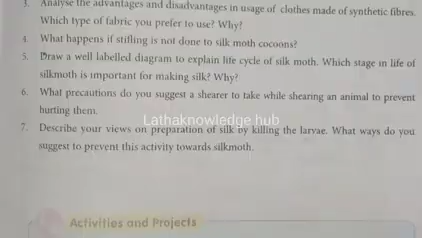 3. Analyse the advantages and disadvantages in usage of clothes made of synthetic fibres.
Which type of fabric you prefer to use? Why?
4. What happens if stifling is not done to silk moth cocoons?
5. Draw a well labelled diagram to explain life cycle of silk moth. Which stage in life of
silkmoth is important for making silk? Why?
6. What precautions do you suggest a shearer to take while shearing an animal to prevent
hurting them.
Lathaknowledge hub
7. Describe your views on preparation of silk by killing the larvae. What ways do you
suggest to prevent this activity towards silkmoth.
Activities and Projects